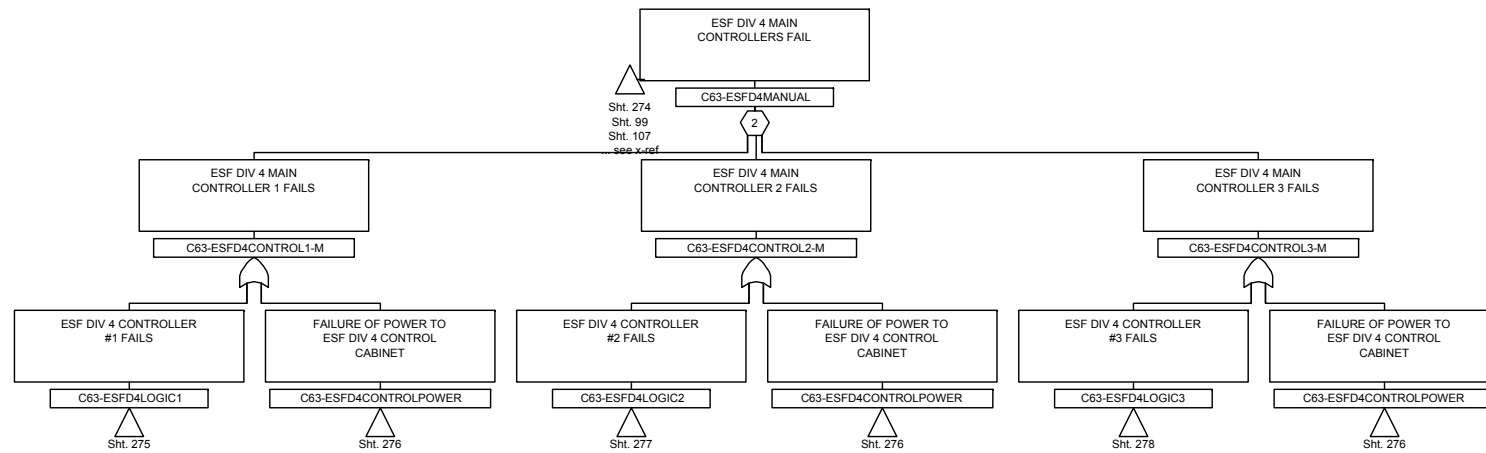 ESF DIV 4 MAIN
CONTROLLERS FAIL
C63-ESFD4MANUAL
Sht. 274
Sht. 99
Sht. 107
... see x-ref
2
ESF DIV 4 MAIN
CONTROLLER 1 FAILS
C63-ESFD4CONTROL1-M
ESF DIV 4 MAIN
CONTROLLER 2 FAILS
C63-ESFD4CONTROL2-M
ESF DIV 4 MAIN
CONTROLLER 3 FAILS
C63-ESFD4CONTROL3-M
ESF DIV 4 CONTROLLER
#1 FAILS
C63-ESFD4LOGIC1
Sht. 275
FAILURE OF POWER TO
ESF DIV 4 CONTROL
CABINET
C63-ESFD4CONTROLPOWER
Sht. 276
ESF DIV 4 CONTROLLER
#2 FAILS
C63-ESFD4LOGIC2
Sht. 277
FAILURE OF POWER TO
ESF DIV 4 CONTROL
CABINET
C63-ESFD4CONTROLPOWER
Sht. 276
ESF DIV 4 CONTROLLER
#3 FAILS
C63-ESFD4LOGIC3
Sht. 278
FAILURE OF POWER TO
ESF DIV 4 CONTROL
CABINET
C63-ESFD4CONTROLPOWER
Sht. 276